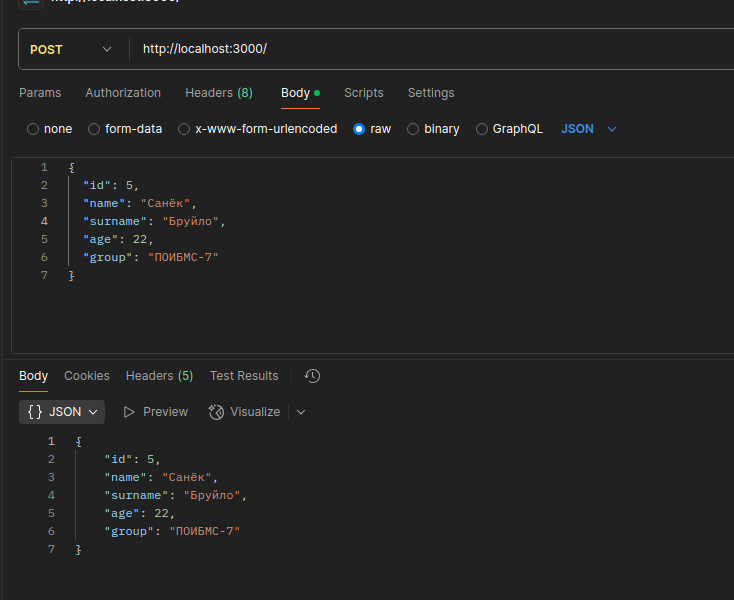 http://localhost:3000/
POST http://localhost:3000/
Params Authorization Headers (8) Body Scripts Settings
none form-data x-www-form-urlencoded raw binary GraphQL JSON
1 {
2 "id": 5,
3 "name": "Санёк",
4 "surname": "Бруйло",
5 "age": 22,
6 "group": "ПОИБМС-7"
7 }
Body Cookies Headers (5) Test Results
{} JSON Preview Visualize
1 {
2 "id": 5,
3 "name": "Санёк",
4 "surname": "Бруйло",
5 "age": 22,
6 "group": "ПОИБМС-7"
7 }